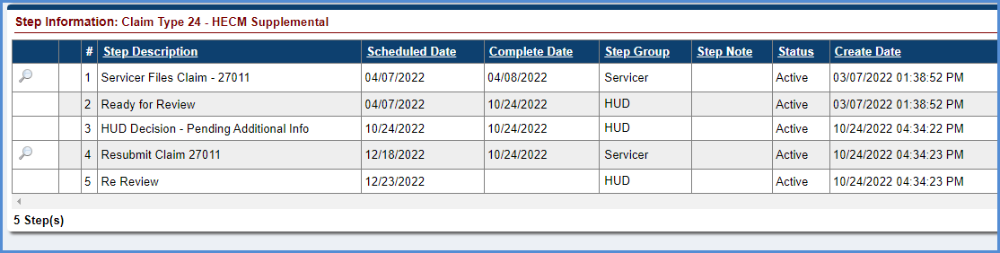 Step Information: Claim Type 24 - HECM Supplemental
# Step Description Scheduled Date Complete Date Step Group Step Note Status Create Date
1 Servicer Files Claim - 27011 04/07/2022 04/08/2022 Servicer Active 03/07/2022 01:38:52 PM
2 Ready for Review 04/07/2022 10/24/2022 HUD Active 03/07/2022 01:38:52 PM
3 HUD Decision - Pending Additional Info 10/24/2022 10/24/2022 HUD Active 10/24/2022 04:34:22 PM
4 Resubmit Claim 27011 12/18/2022 10/24/2022 Servicer Active 10/24/2022 04:34:23 PM
5 Re Review 12/23/2022 HUD Active 10/24/2022 04:34:23 PM
5 Step(s)